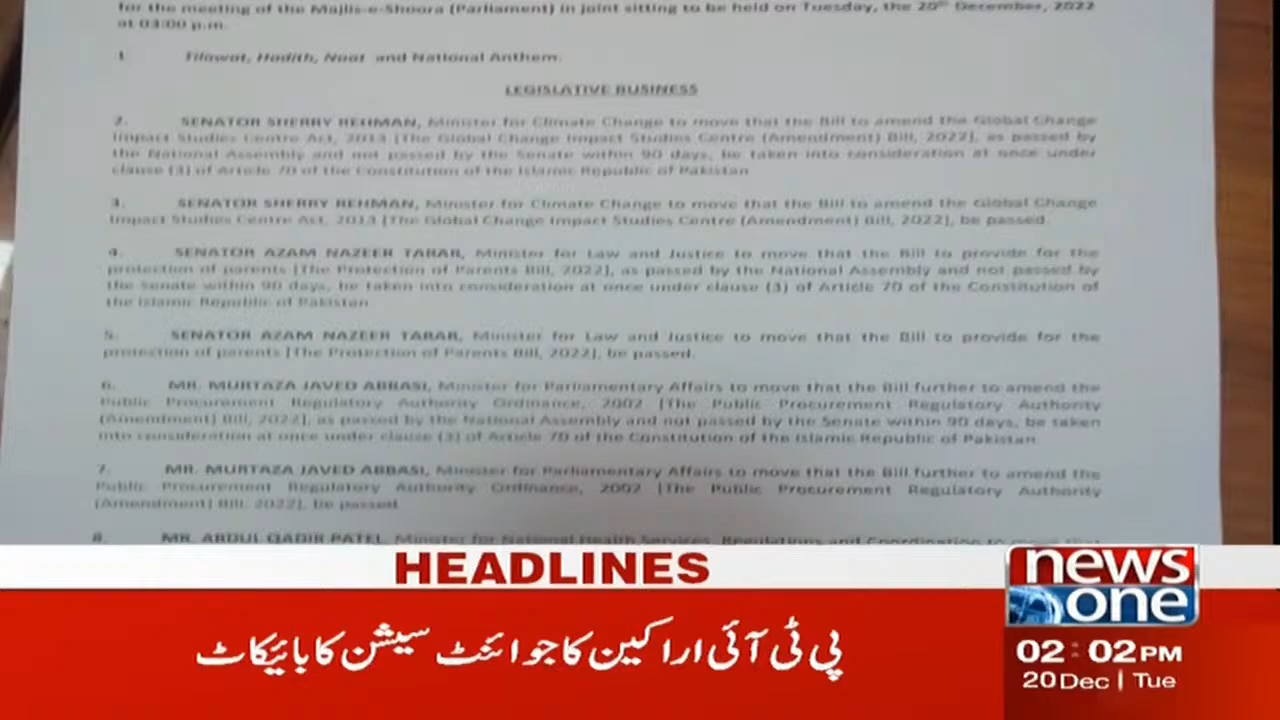 for the meeting of the Majlis-e-Shoora (Parliament) in joint sitting to be held on Tuesday, the 20th December, 2022
at 03:00 p.m.
1. Tilawat, Hadith, Naat and National Anthem.
LEGISLATIVE BUSINESS
2. SENATOR SHERRY REHMAN, Minister for Climate Change to move that the Bill to amend the Global Change
Impact Studies Centre Act, 2013 [The Global Change Impact Studies Centre (Amendment) Bill, 2022], as passed by
the National Assembly and not passed by the Senate within 90 days, be taken into consideration at once under
clause (3) of Article 70 of the Constitution of the Islamic Republic of Pakistan
3. SENATOR SHERRY REHMAN, Minister for Climate Change to move that the Bill to amend the Global Change
Impact Studies Centre Act, 2013 [The Global Change Impact Studies Centre (Amendment) Bill, 2022], be passed.
4. SENATOR AZAM NAZEER TARAR, Minister for Law and Justice to move that the Bill to provide for the
protection of parents [The Protection of Parents Bill, 2022], as passed by the National Assembly and not passed by
the Senate within 90 days, be taken into consideration at once under clause (3) of Article 70 of the Constitution of
the Islamic Republic of Pakistan.
5. SENATOR AZAM NAZEER TARAR, Minister for Law and Justice to move that the Bill to provide for the
protection of parents [The Protection of Parents Bill, 2022], be passed.
6. MR. MURTAZA JAVED ABBASI, Minister for Parliamentary Affairs to move that the Bill further to amend the
Public Procurement Regulatory Authority Ordinance, 2002 [The Public Procurement Regulatory Authority
(Amendment) Bill, 2022], as passed by the National Assembly and not passed by the Senate within 90 days, be taken
into consideration at once under clause (3) of Article 70 of the Constitution of the Islamic Republic of Pakistan.
7. MR. MURTAZA JAVED ABBASI, Minister for Parliamentary Affairs to move that the Bill further to amend the
Public Procurement Regulatory Authority Ordinance, 2002 [The Public Procurement Regulatory Authority
(Amendment) Bill, 2022], be passed.
8. MR. ABDUL QADIR PATEL, Minister for National Health Services, Regulations and Coordination to move that
HEADLINES
پی ٹی آئی اراکین کا جوائنٹ سیشن کا بائیکاٹ
news
one
02:02 PM
20 Dec | Tue